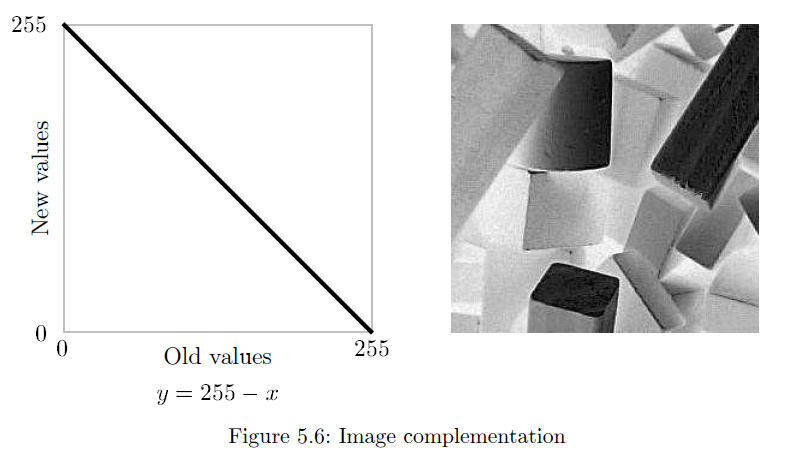 255
New values
0
0
255
Old values
y = 255 − x
Figure 5.6: Image complementation